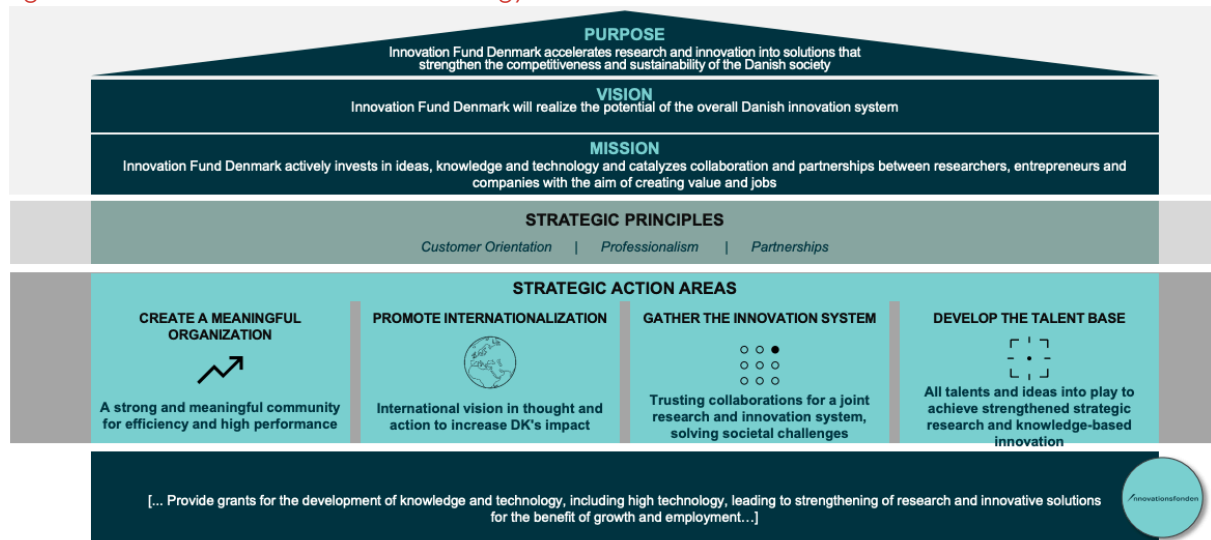 PURPOSE
Innovation Fund Denmark accelerates research and innovation into solutions that
strengthen the competitiveness and sustainability of the Danish society
VISION
Innovation Fund Denmark will realize the potential of the overall Danish innovation system
MISSION
Innovation Fund Denmark actively invests in ideas, knowledge and technology and catalyzes collaboration and partnerships between researchers, entrepreneurs and
companies with the aim of creating value and jobs
STRATEGIC PRINCIPLES
Customer Orientation | Professionalism | Partnerships
STRATEGIC ACTION AREAS
CREATE A MEANINGFUL
ORGANIZATION
A strong and meaningful community
for efficiency and high performance
PROMOTE INTERNATIONALIZATION
International vision in thought and
action to increase DK's impact
GATHER THE INNOVATION SYSTEM
Trusting collaborations for a joint
research and innovation system,
solving societal challenges
DEVELOP THE TALENT BASE
All talents and ideas into play to
achieve strengthened strategic
research and knowledge-based
innovation
[... Provide grants for the development of knowledge and technology, including high technology, leading to strengthening of research and innovative solutions
for the benefit of growth and employment…]
Innovationsfonden